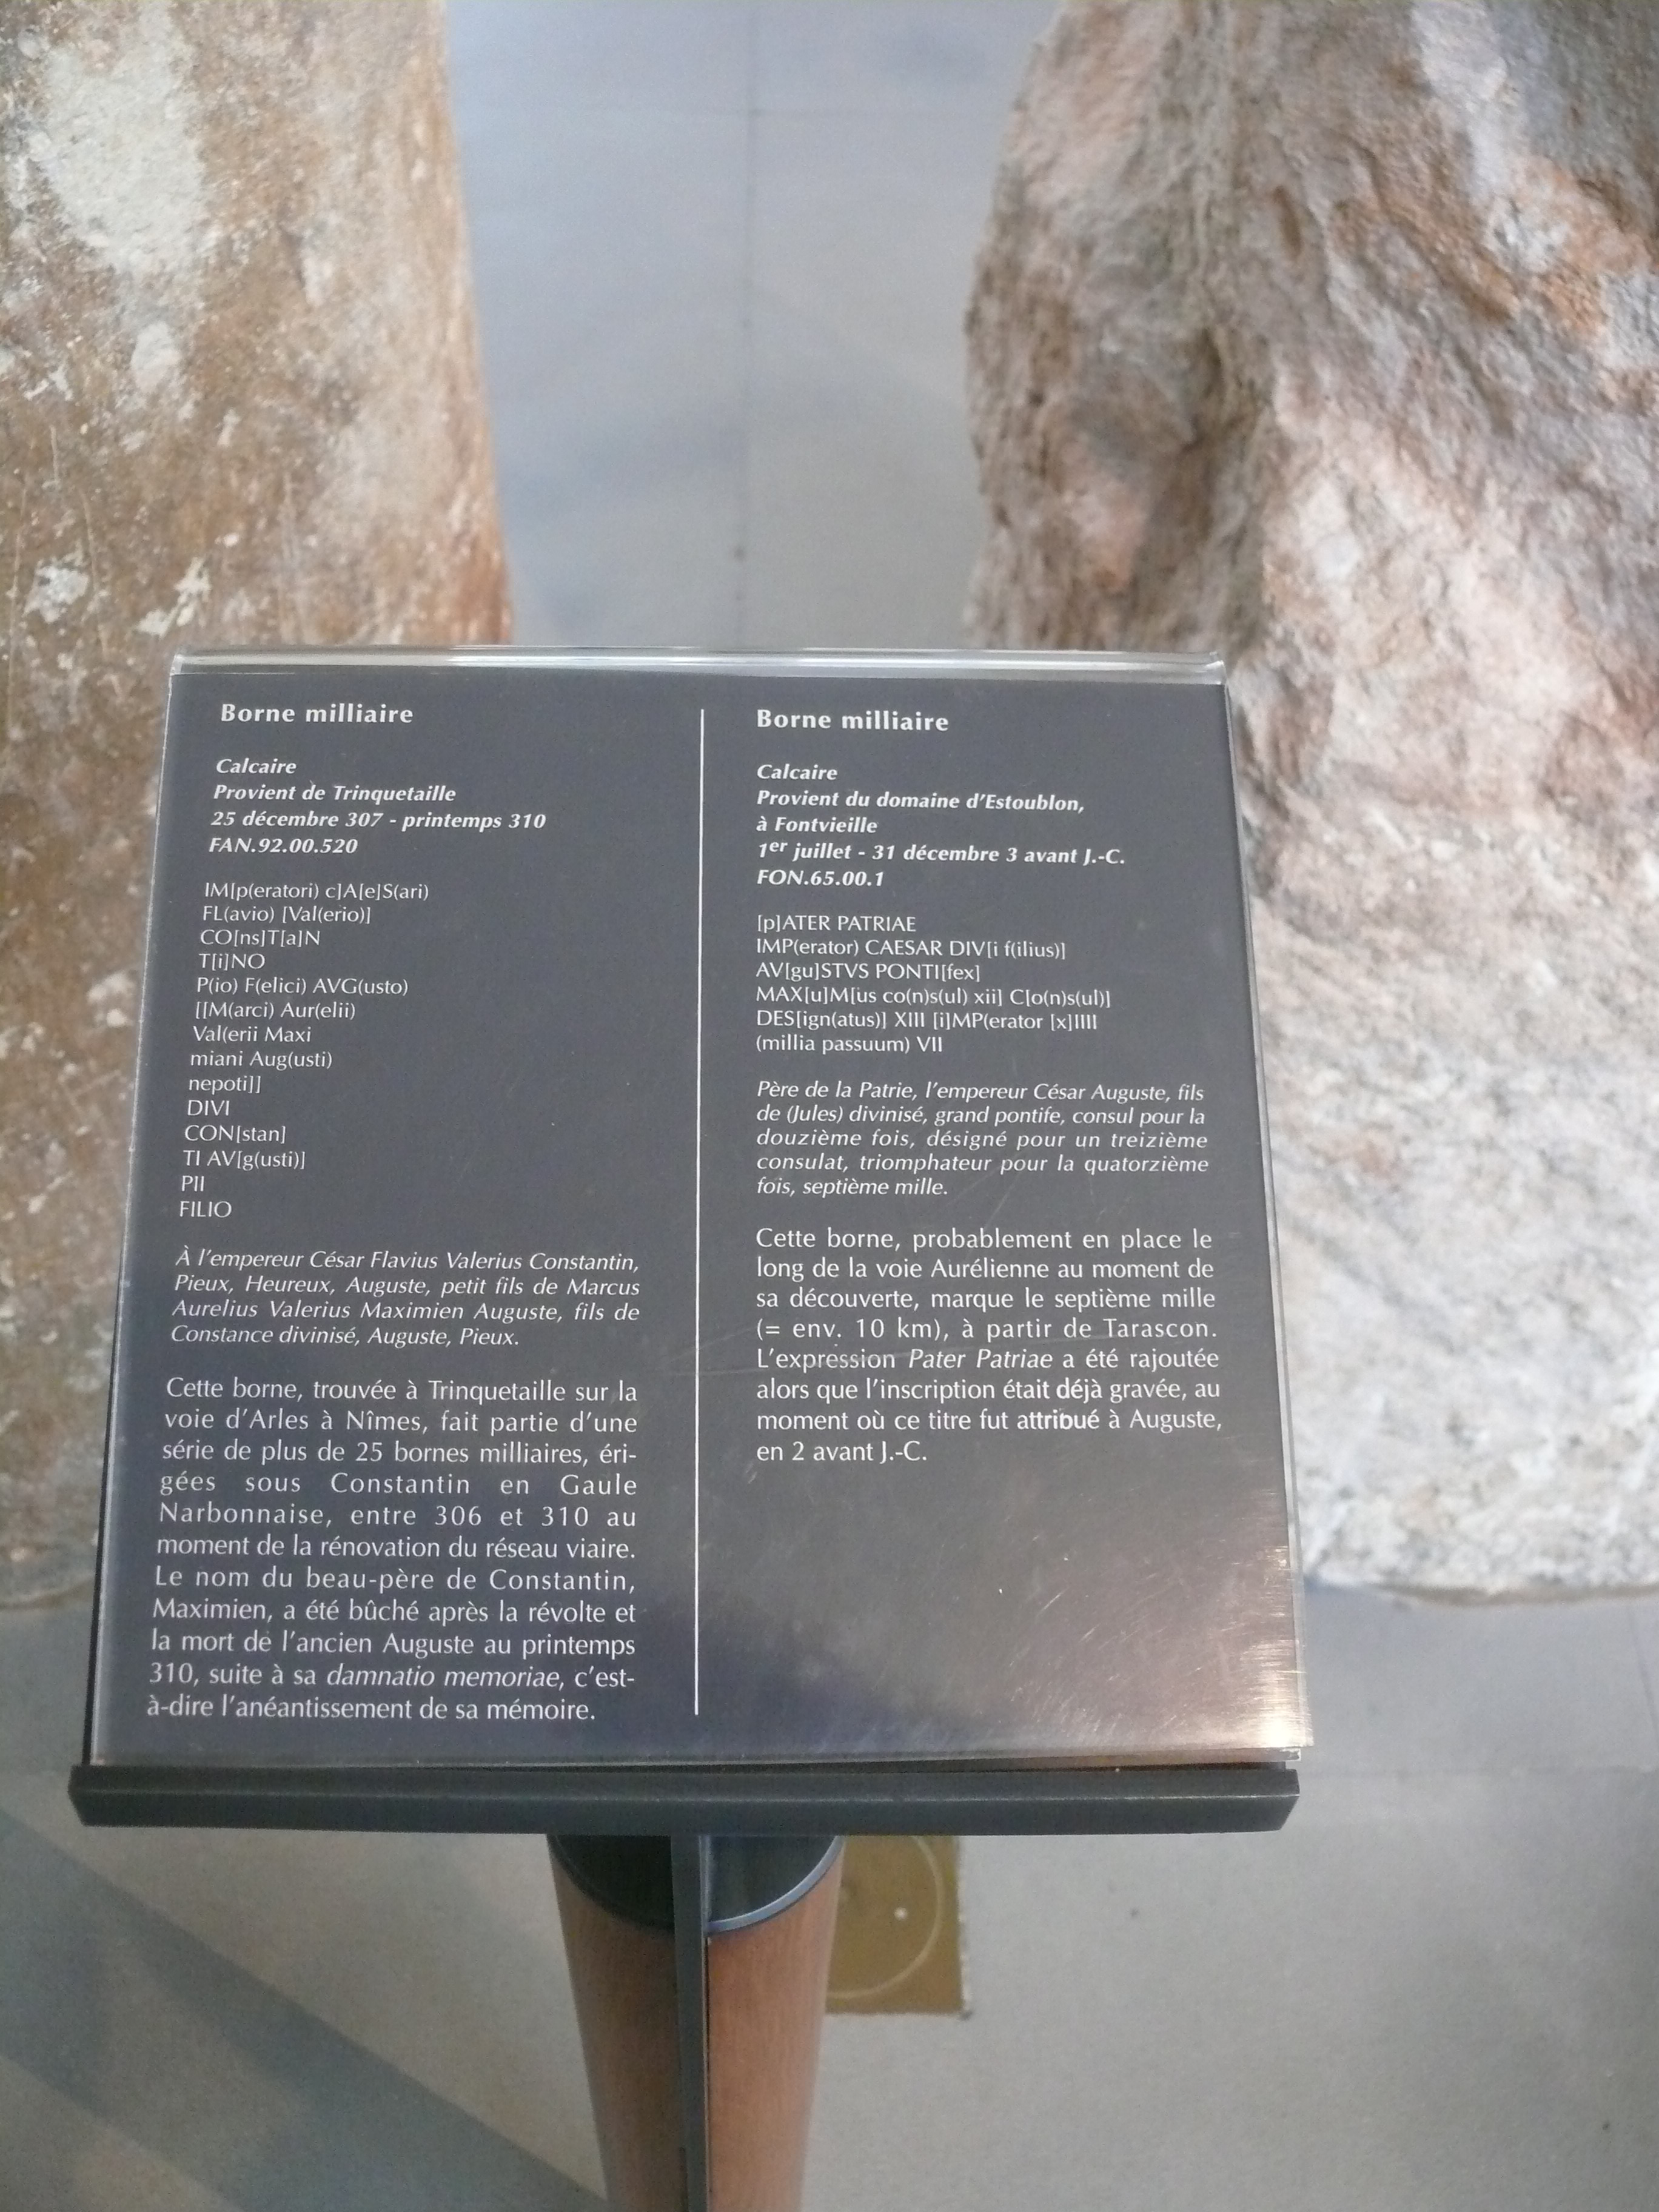 Borne milliaire
Calcaire
Provient de Trinquetaille
25 décembre 307 - printemps 310
FAN.92.00.520
IM[p(eratori) c]A[e]S(ari)
FL(avio) [Val(erio)]
CO[ns]T[a]N
T[i]NO
P(io) F(elici) AVG(usto)
[[M(arci) Aur(elii)
Val(erii Maxi
miani Aug(usti)
nepoti]]
DIVI
CON[stan]
TI AV[g(usti)]
PII
FILIO
À l'empereur César Flavius Valerius Constantin,
Pieux, Heureux, Auguste, petit fils de Marcus
Aurelius Valerius Maximien Auguste, fils de
Constance divinisé, Auguste, Pieux.
Cette borne, trouvée à Trinquetaille sur la
voie d'Arles à Nîmes, fait partie d'une
série de plus de 25 bornes milliaires, éri-
gées sous Constantin en Gaule
Narbonnaise, entre 306 et 310 au
moment de la rénovation du réseau viaire.
Le nom du beau-père de Constantin,
Maximien, a été bûché après la révolte et
la mort de l'ancien Auguste au printemps
310, suite à sa damnatio memoriae, c'est-
à-dire l'anéantissement de sa mémoire.
Borne milliaire
Calcaire
Provient du domaine d'Estoublon,
à Fontvieille
1er juillet - 31 décembre 3 avant J.-C.
FON.65.00.1
[p]ATER PATRIAE
IMP(erator) CAESAR DIV[i f(ilius)]
AV[gu]STVS PONTI[fex]
MAX[u]M[us co(n)s(ul) xii] C[o(n)s(ul)]
DES[ign(atus)] XIII [i]MP(erator [x]IIII
(millia passuum) VII
Père de la Patrie, l'empereur César Auguste, fils
de (Jules) divinisé, grand pontife, consul pour la
douzième fois, désigné pour un treizième
consulat, triomphateur pour la quatorzième
fois, septième mille.
Cette borne, probablement en place le
long de la voie Aurélienne au moment de
sa découverte, marque le septième mille
(= env. 10 km), à partir de Tarascon.
L'expression Pater Patriae a été rajoutée
alors que l'inscription était déjà gravée, au
moment où ce titre fut attribué à Auguste,
en 2 avant J.-C.